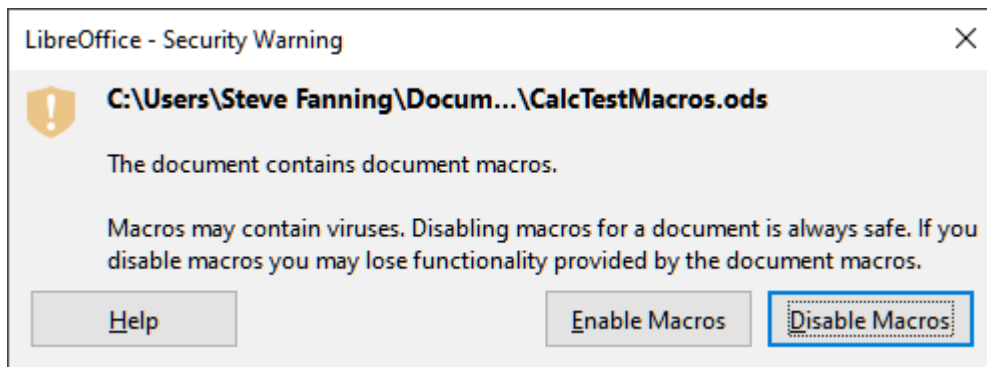 LibreOffice - Security Warning
C:\Users\Steve Fanning\Docum...\CalcTestMacros.ods
The document contains document macros.
Macros may contain viruses. Disabling macros for a document is always safe. If you
disable macros you may lose functionality provided by the document macros.
Help
Enable Macros
Disable Macros